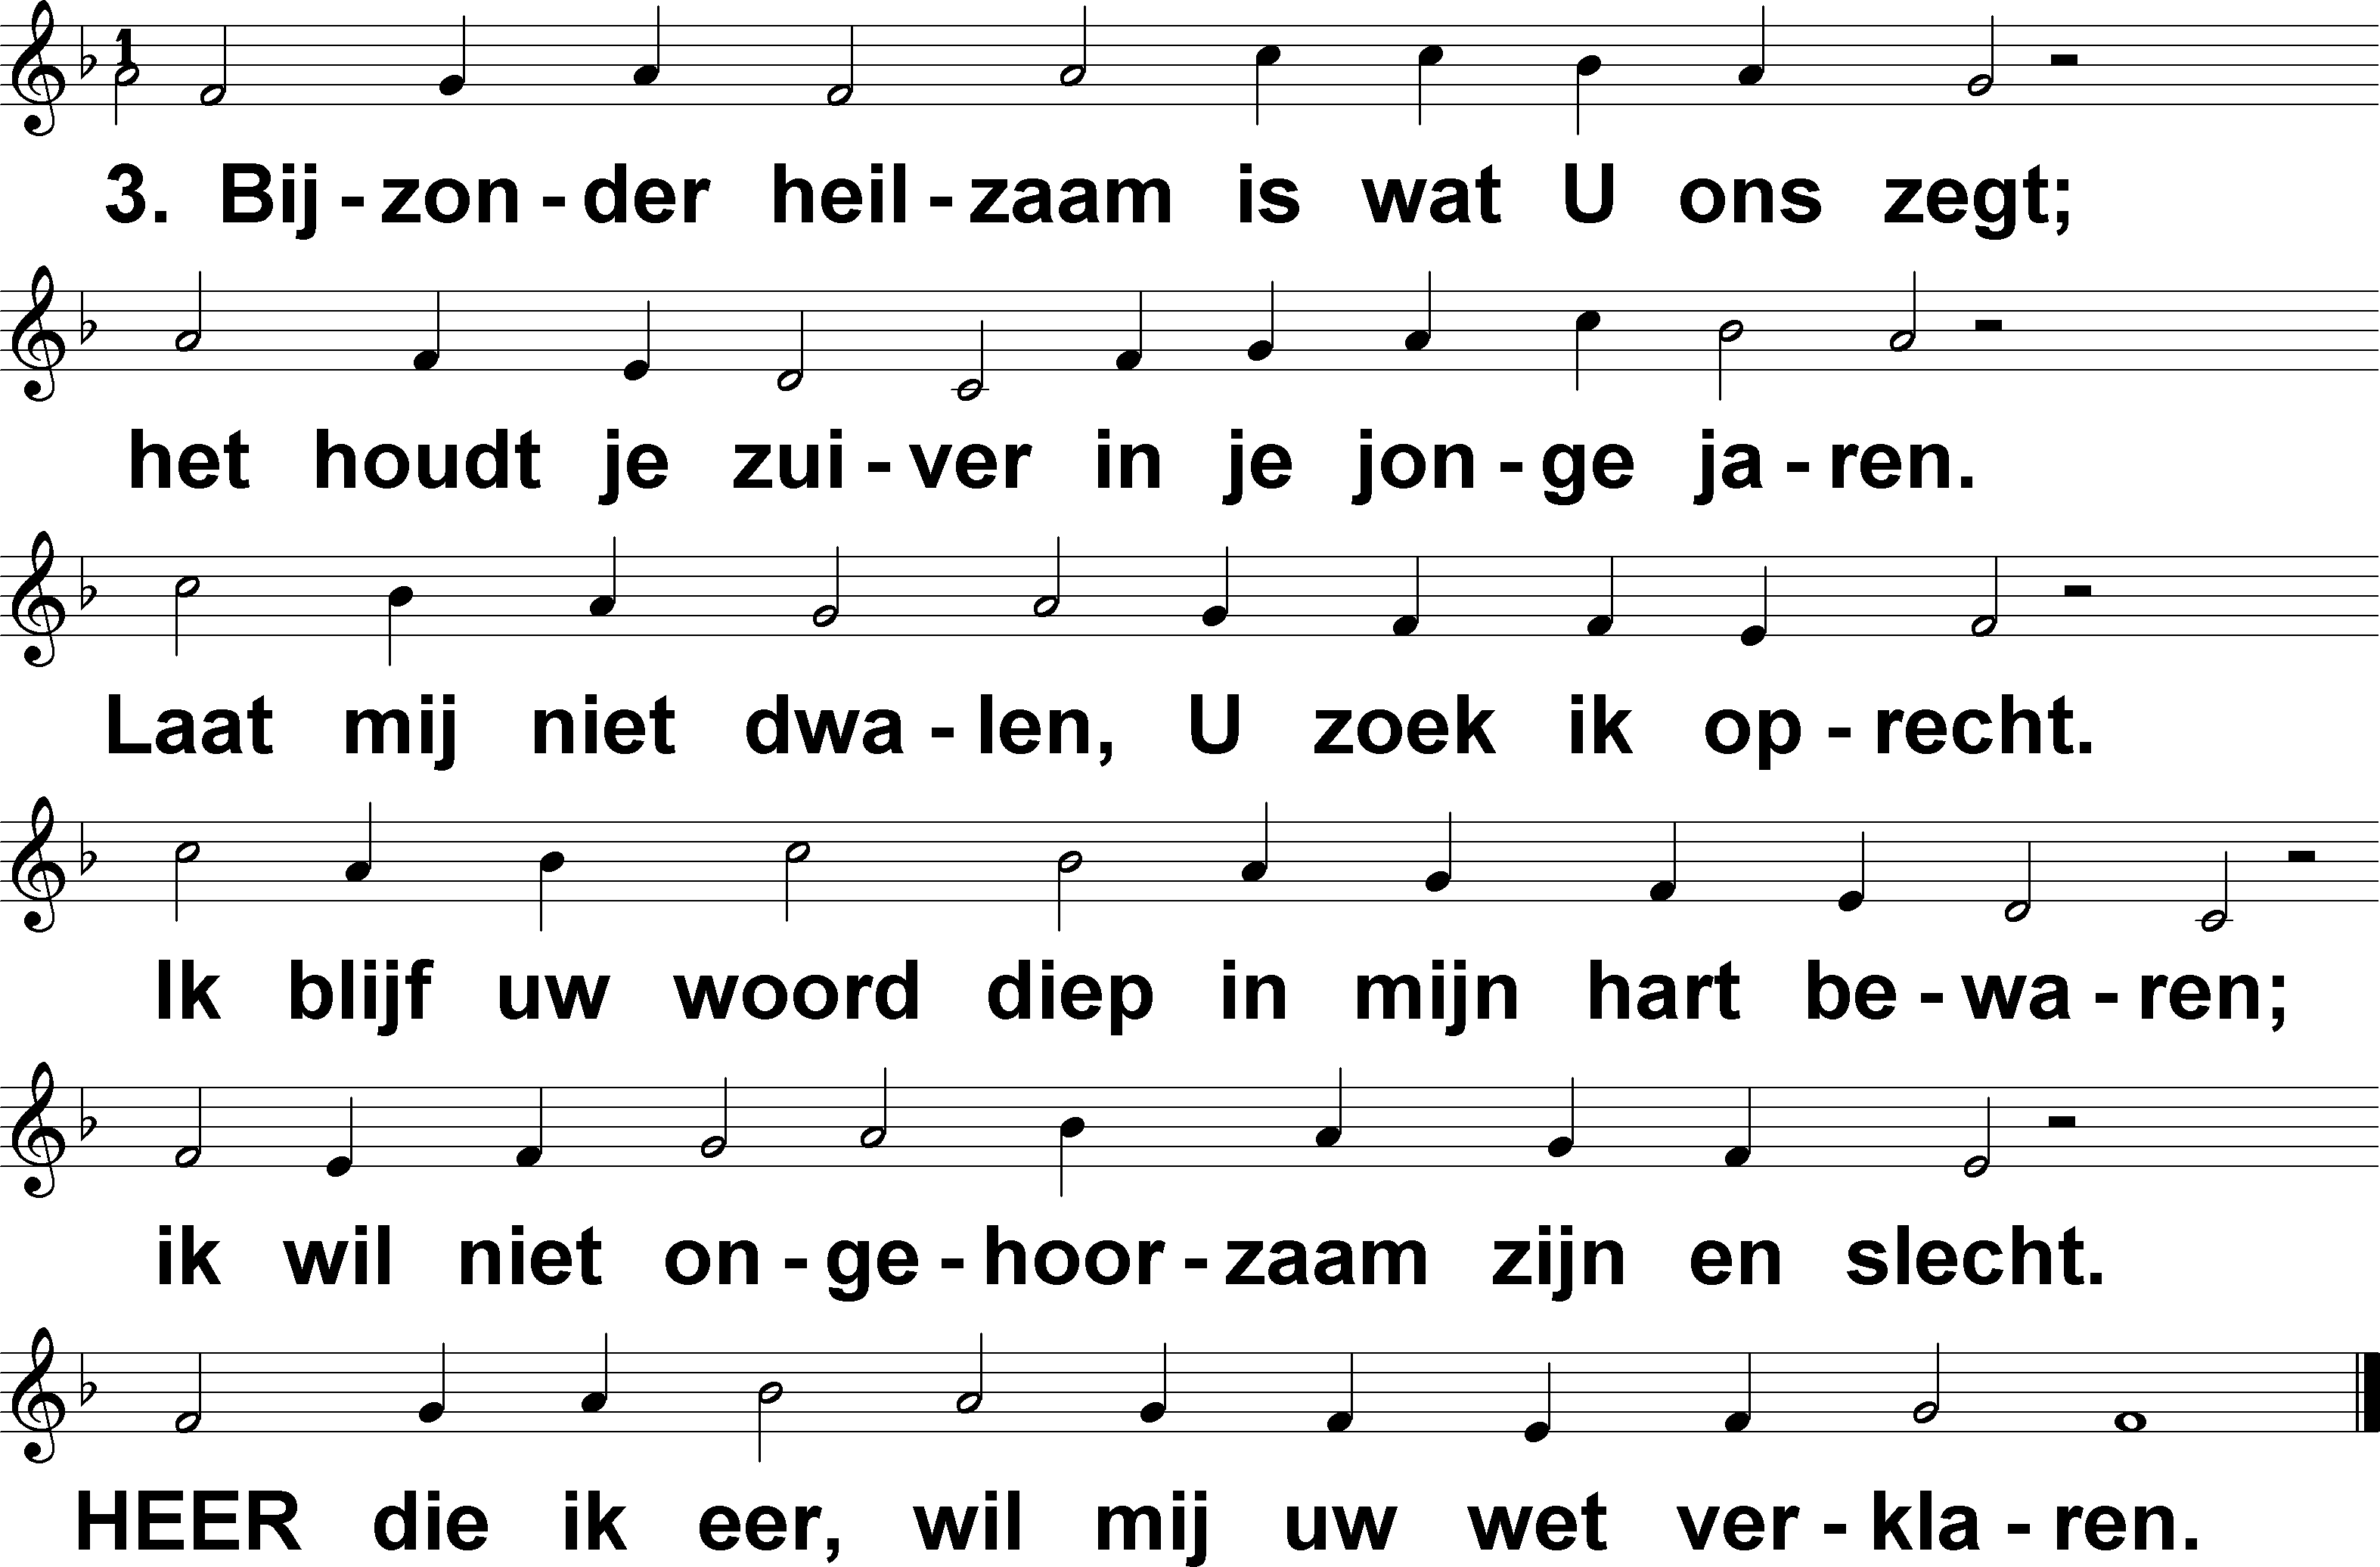 1
3. Bij - zon - der heil - zaam is wat U ons zegt;
het houdt je zui - ver in je jon - ge ja - ren.
Laat mij niet dwa - len, U zoek ik op - recht.
Ik blijf uw woord diep in mijn hart be - wa - ren;
ik wil niet on - ge - hoor - zaam zijn en slecht.
HEER die ik eer, wil mij uw wet ver - kla - ren.